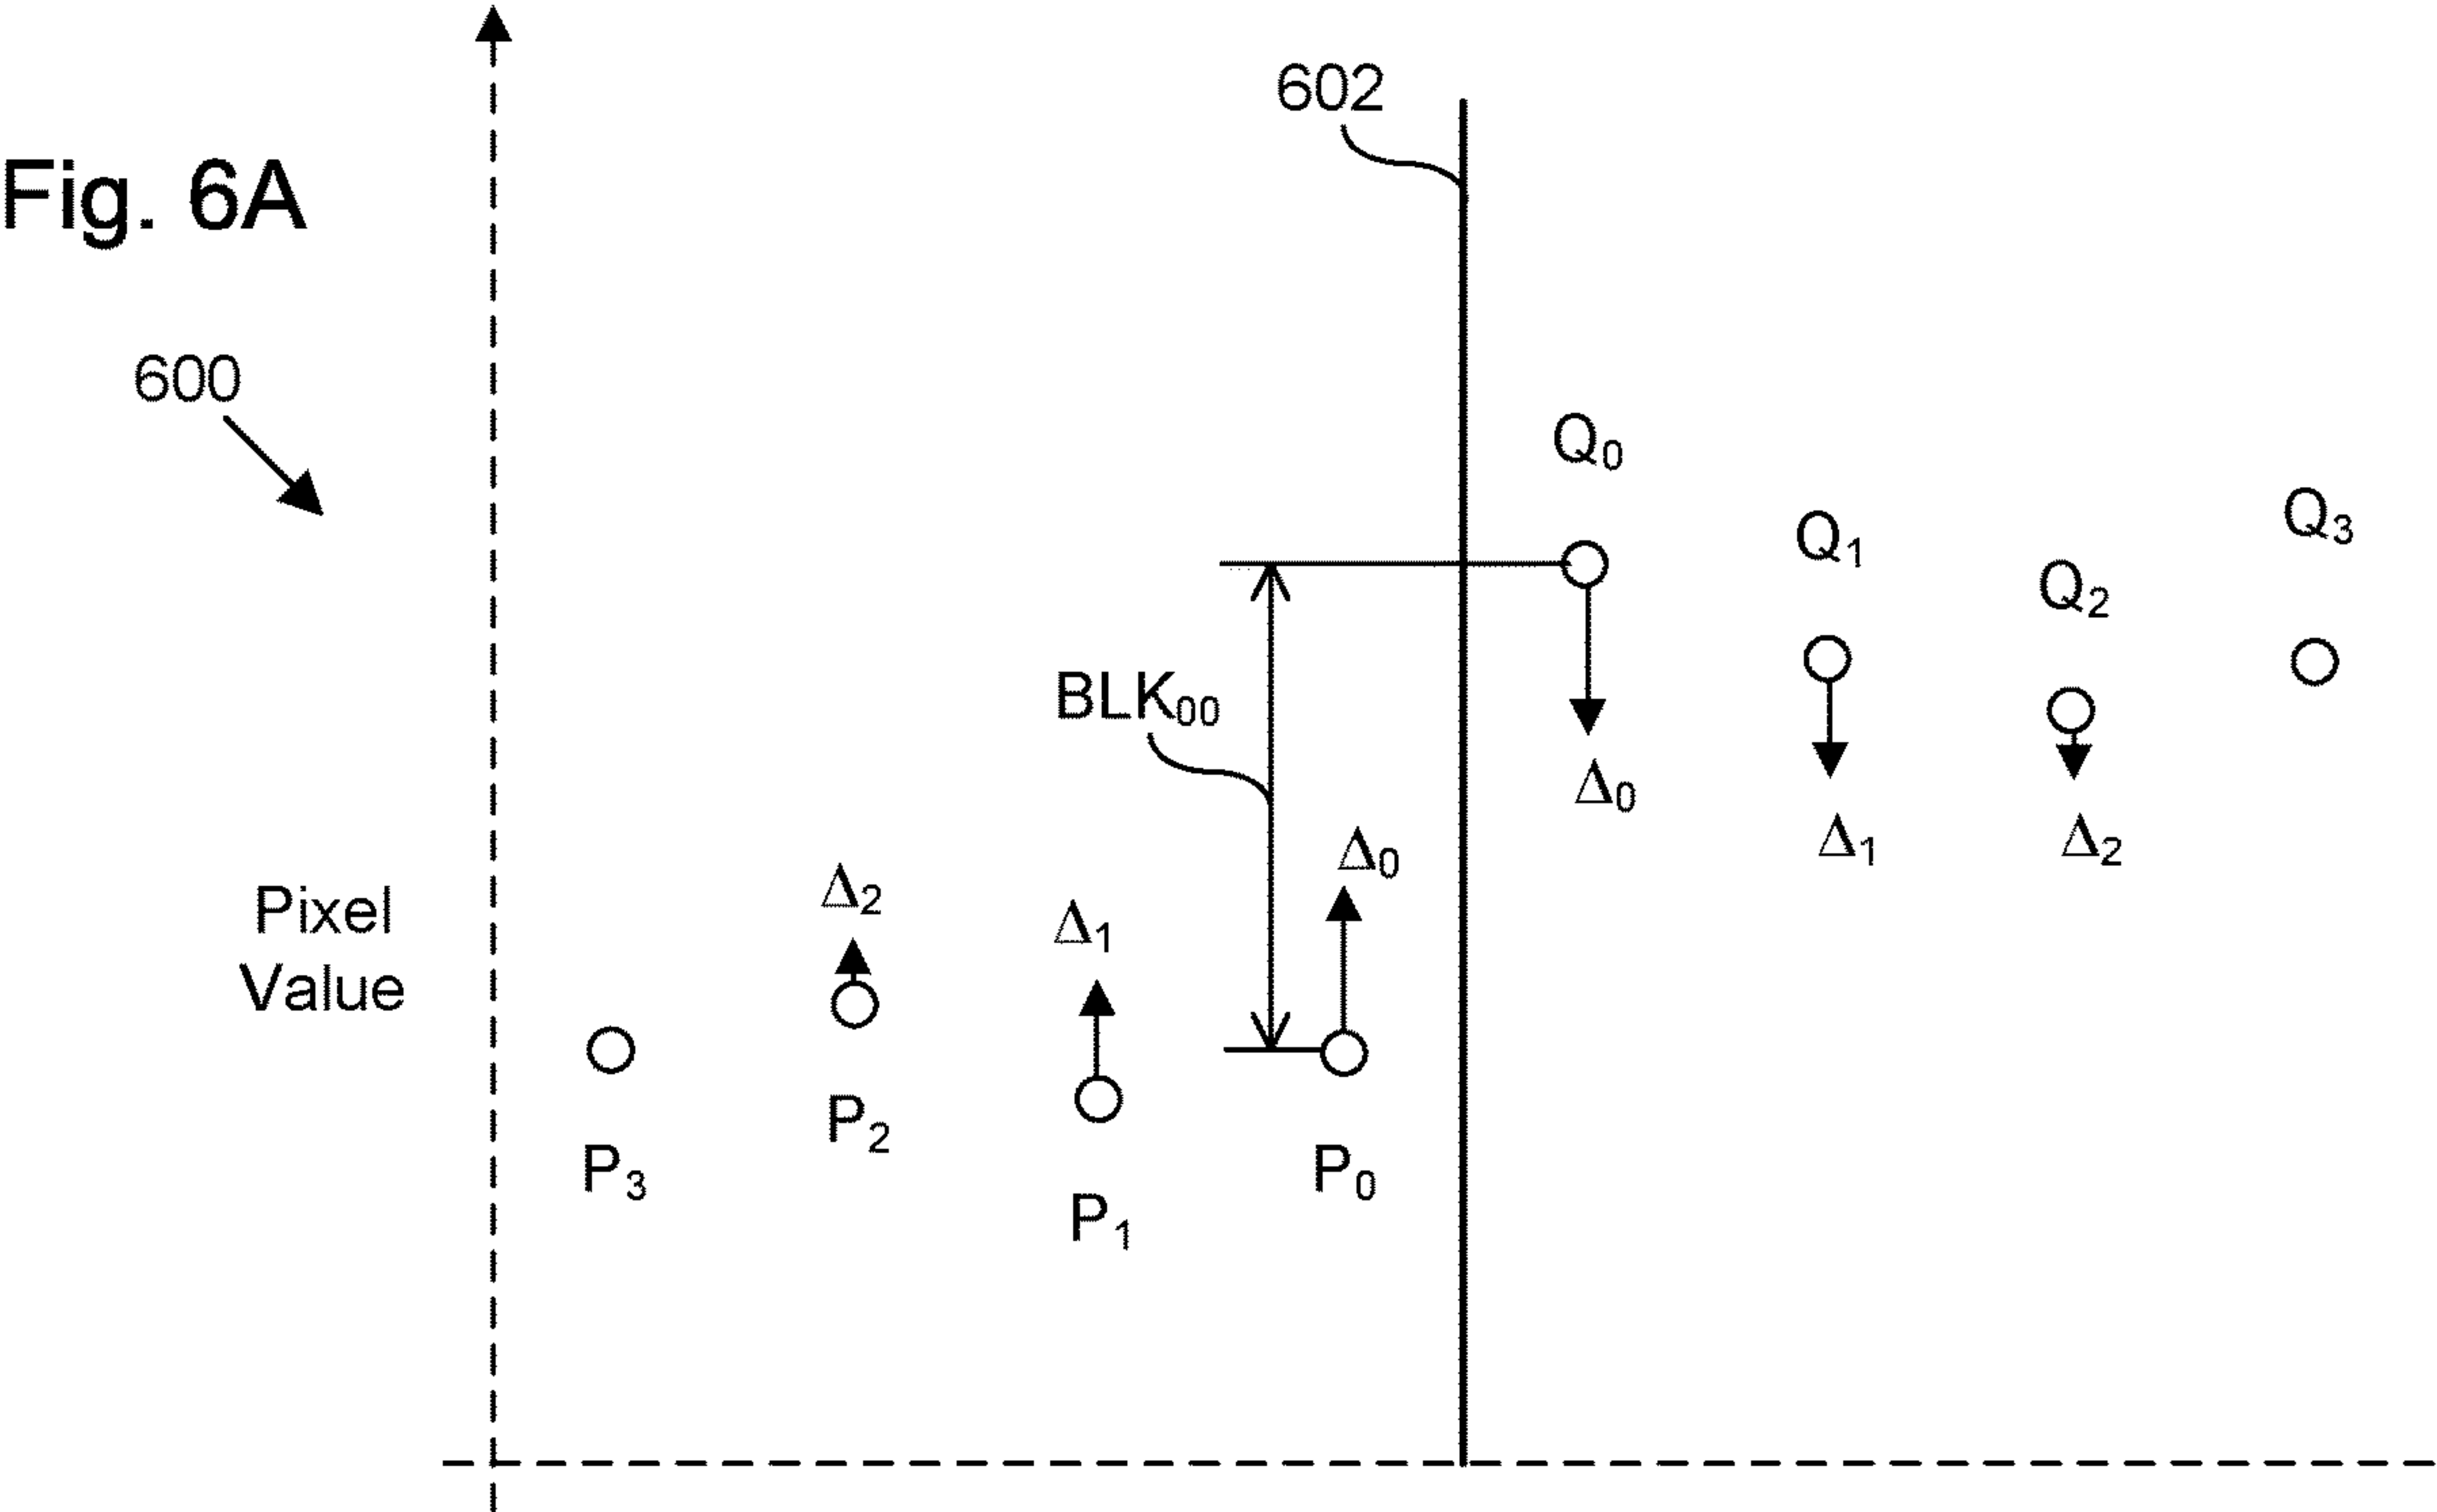 602
Fig. 6A
600
Q₀
Q₃
Q₁
Q₂
BLK₀₀
Δ₀
Δ₁
Δ₂
Δ₀
Δ₂
Δ₁
Pixel
Value
P₂
P₃
P₀
P₁